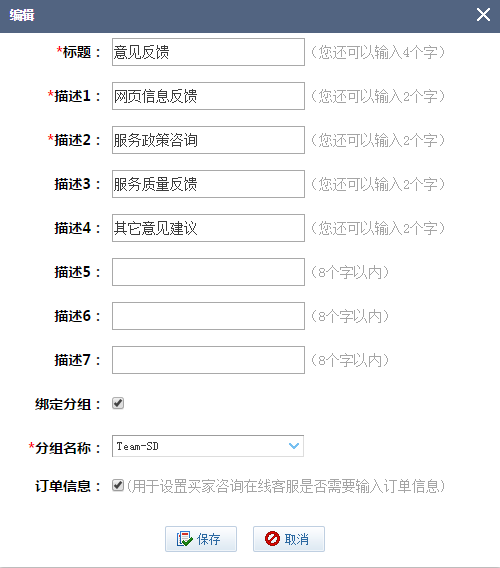 编辑
*标题： 意见反馈 （您还可以输入4个字）
*描述1： 网页信息反馈 （您还可以输入2个字）
*描述2： 服务政策咨询 （您还可以输入2个字）
描述3： 服务质量反馈 （您还可以输入2个字）
描述4： 其它意见建议 （您还可以输入2个字）
描述5： （8个字以内）
描述6： （8个字以内）
描述7： （8个字以内）
绑定分组：
*分组名称： Team-SD
订单信息： (用于设置买家咨询在线客服是否需要输入订单信息)
保存 取消